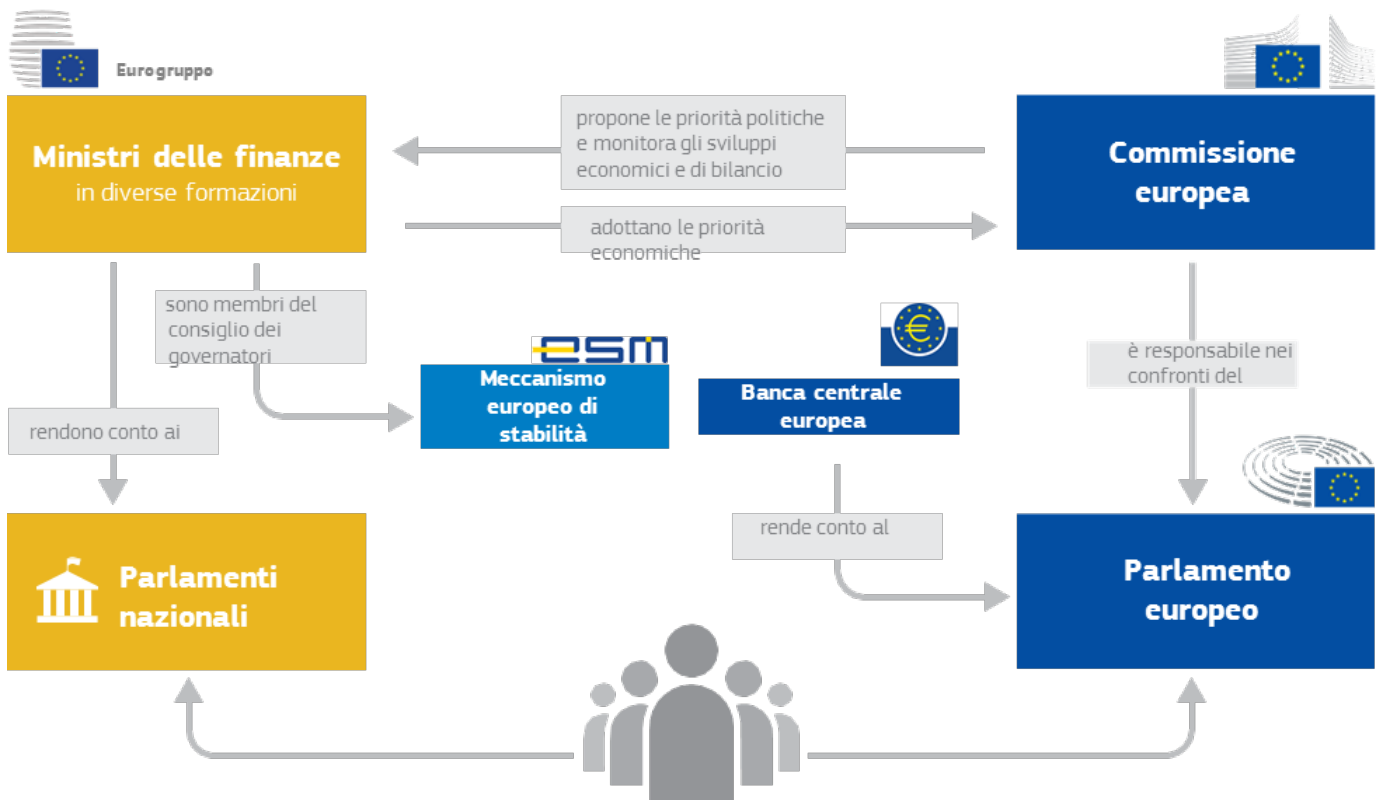 Eurogruppo
Ministri delle finanze
in diverse formazioni
propone le priorità politiche
e monitora gli sviluppi
economici e di bilancio
adottano le priorità
economiche
Commissione
europea
sono membri del
consiglio dei
governatori
esm
Meccanismo
europeo di
stabilità
€
Banca centrale
europea
è responsabile nei
confronti del
rendono conto ai
rende conto al
Parlamenti
nazionali
Parlamento
europeo